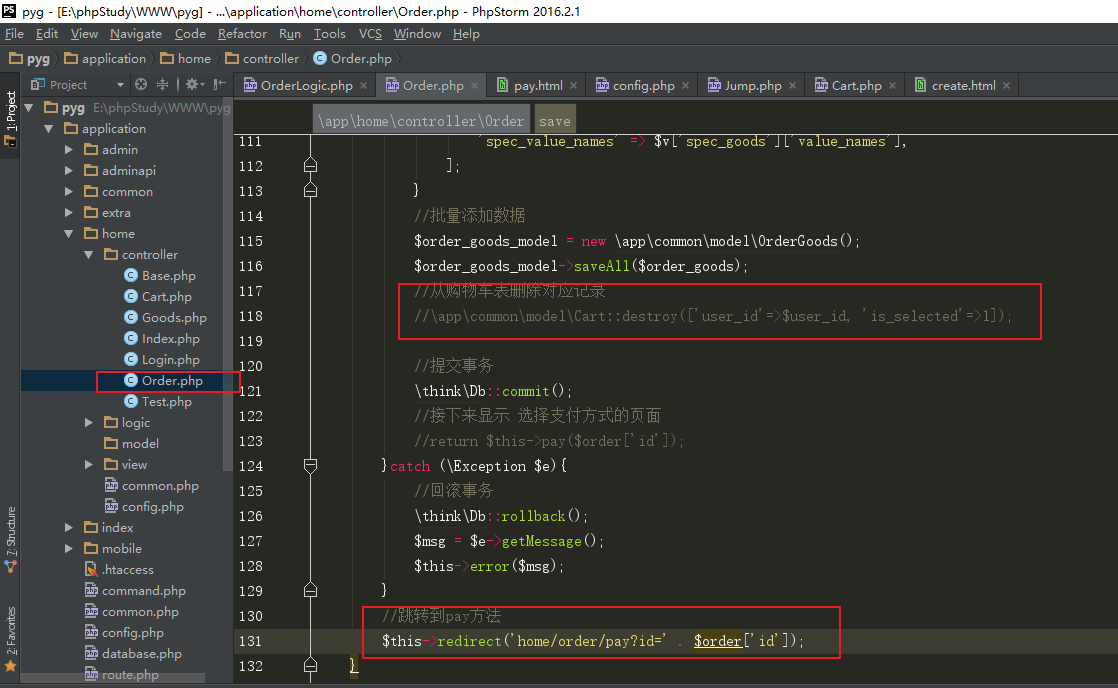 pyg - [E:\phpStudy\WWW\pyg] - ...\application\home\controller\Order.php - PhpStorm 2016.2.1
File Edit View Navigate Code Refactor Run Tools VCS Window Help
pyg application home controller Order.php
Project
OrderLogic.php Order.php pay.html config.php Jump.php Cart.php create.html
1: Project
7: Structure
2: Favorites
pyg E:\phpStudy\WWW\pyg
application
admin
adminapi
common
extra
home
controller
Base.php
Cart.php
Goods.php
Index.php
Login.php
Order.php
Test.php
logic
model
view
common.php
config.php
index
mobile
.htaccess
command.php
common.php
config.php
database.php
route.php
\app\home\controller\Order save
111 'spec_value_names' => $v['spec_goods']['value_names'],
112 ];
113 }
114 //批量添加数据
115 $order_goods_model = new \app\common\model\OrderGoods();
116 $order_goods_model->saveAll($order_goods);
117 //从购物车表删除对应记录
118 //\app\common\model\Cart::destroy(['user_id'=>$user_id, 'is_selected'=>1]);
119
120 //提交事务
121 \think\Db::commit();
122 //接下来显示 选择支付方式的页面
123 //return $this->pay($order['id']);
124 }catch (\Exception $e){
125 //回滚事务
126 \think\Db::rollback();
127 $msg = $e->getMessage();
128 $this->error($msg);
129 }
130 //跳转到pay方法
131 $this->redirect('home/order/pay?id=' . $order['id']);
132 }